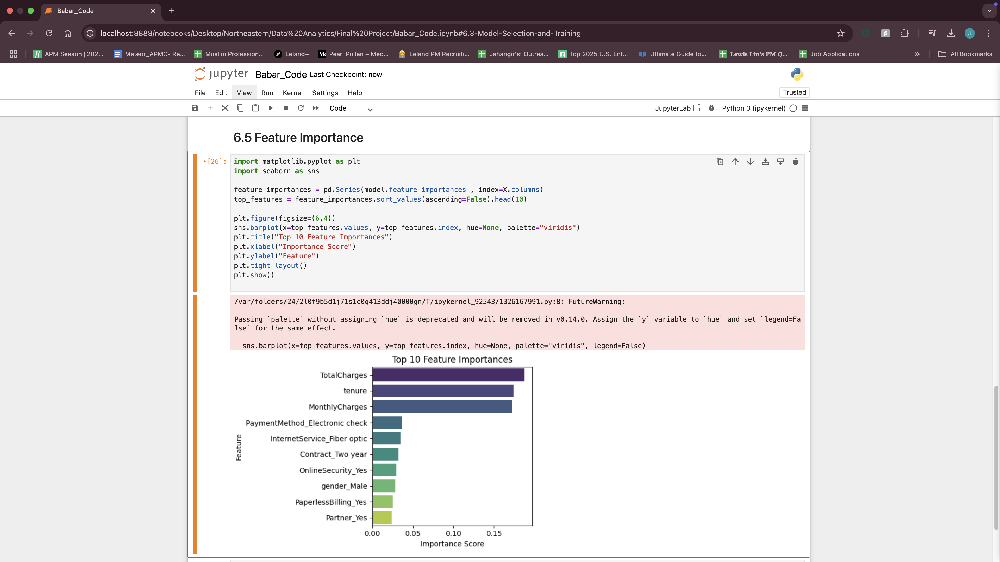 Babar_Code
localhost:8888/notebooks/Desktop/Northeastern/Data%20Analytics/Final%20Project/Babar_Code.ipynb#6.3-Model-Selection-and-Training
J
APM Season | 202... Meteor_APMC- Re... Muslim Profession... Leland+ Pearl Pullan – Med... Leland PM Recruiti... Jahangir's: Outrea... Top 2025 U.S. Ent... Ultimate Guide to... Lewis Lin's PM Q... Job Applications All Bookmarks
jupyter Babar_Code Last Checkpoint: now
File Edit View Run Kernel Settings Help Trusted
Code JupyterLab Python 3 (ipykernel)
6.5 Feature Importance
[26]: import matplotlib.pyplot as plt
import seaborn as sns
feature_importances = pd.Series(model.feature_importances_, index=X.columns)
top_features = feature_importances.sort_values(ascending=False).head(10)
plt.figure(figsize=(6,4))
sns.barplot(x=top_features.values, y=top_features.index, hue=None, palette="viridis")
plt.title("Top 10 Feature Importances")
plt.xlabel("Importance Score")
plt.ylabel("Feature")
plt.tight_layout()
plt.show()
/var/folders/24/2l0f9b5d1j71s1c0q413ddj40000gn/T/ipykernel_92543/1326167991.py:8: FutureWarning:
Passing `palette` without assigning `hue` is deprecated and will be removed in v0.14.0. Assign the `y` variable to `hue` and set `legend=Fa
lse` for the same effect.
sns.barplot(x=top_features.values, y=top_features.index, hue=None, palette="viridis", legend=False)
Top 10 Feature Importances
TotalCharges
tenure
MonthlyCharges
PaymentMethod_Electronic check
InternetService_Fiber optic
Contract_Two year
OnlineSecurity_Yes
gender_Male
PaperlessBilling_Yes
Partner_Yes
Feature
0.00 0.05 0.10 0.15
Importance Score